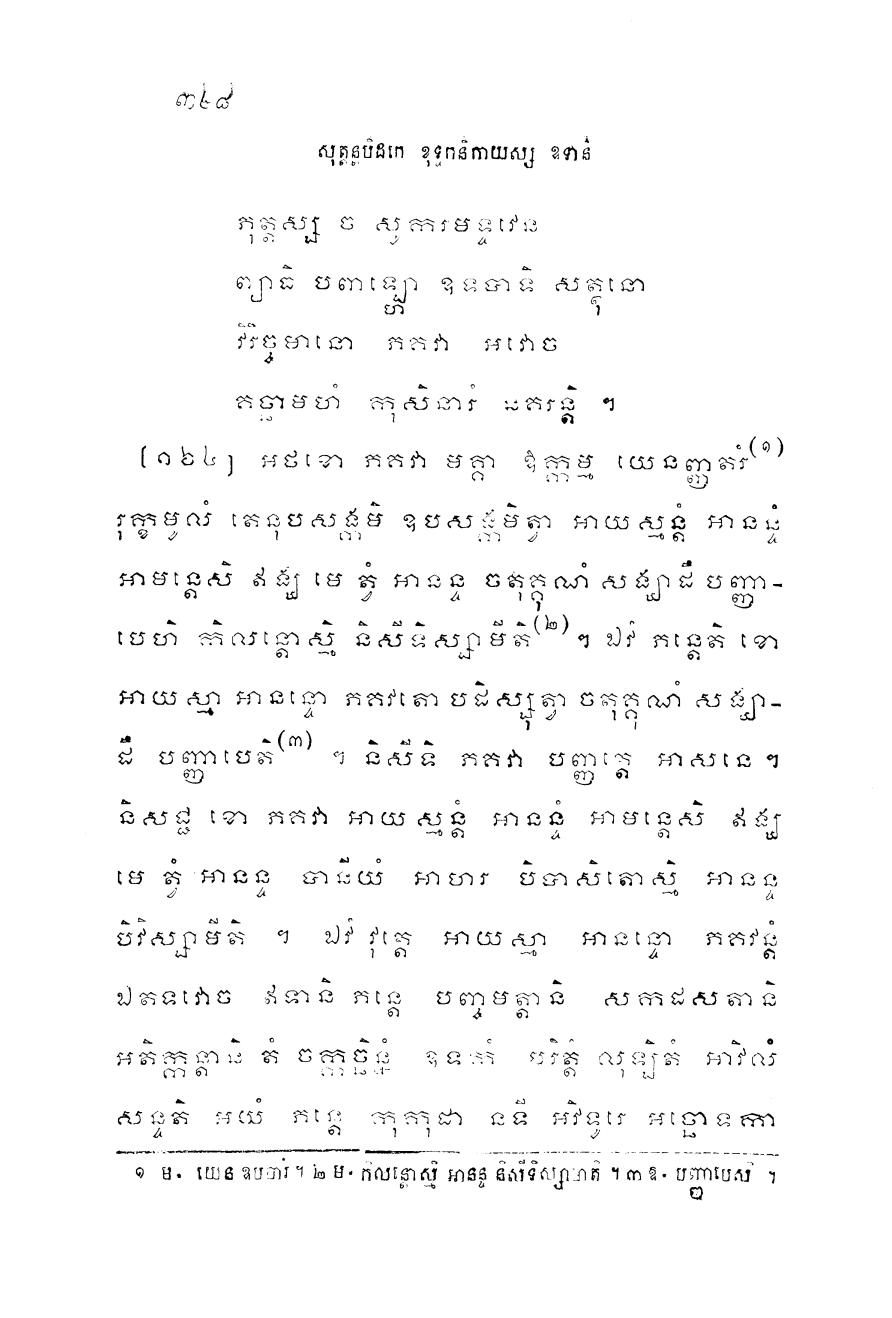 ៣៤៨
សុត្តន្តបិដកេ ខុទ្ទកនិកាយស្ស ឧទានំ
ភុត្តស្ស ច សូករមទ្ទវេន
ព្យាធិ បពាឡ្ហោ ឧទបាទិ សត្ថុនោ
វិរិច្ចមានោ ភគវា អវោច
គច្ឆាមហំ កុសិនារំ នគរន្តិ ។
[១៦៤] អថខោ ភគវា មគ្គា ឱក្កម្ម យេនញ្ញតរំ(១)
រុក្ខមូលំ តេនុបសង្កមិ ឧបសង្កមិត្វា អាយស្មន្តំ អានន្ទំ
អាមន្តេសិ ឥង្ឃ មេ ត្វំ អានន្ទ ចតុគ្គុណំ សង្ឃាដឹ បញ្ញា-
បេហិ កិលន្តោស្មិ និសីទិស្សាមីតិ(២) ។ ឯវំ ភន្តេតិ ខោ
អាយស្មា អានន្ទោ ភគវតោ បដិស្សុត្វា ចតុគ្គុណំ សង្ឃា-
ដឹ បញ្ញាបេតិ(៣) ។ និសីទិ ភគវា បញ្ញត្តេ អាសនេ ។
និសជ្ជ ខោ ភគវា អាយស្មន្តំ អានន្ទំ អាមន្តេសិ ឥង្ឃ
មេ ត្វំ អានន្ទ បានីយំ អាហរ បិបាសិតោស្មិ អានន្ទ
បិវិស្សាមីតិ ។ ឯវំ វុត្តេ អាយស្មា អានន្ទោ ភគវន្តំ
ឯតទវោច ឥទានិ ភន្តេ បញ្ចមត្តានិ សកដសតានិ
អតិក្កន្តានិ តំ ចក្កច្ឆិន្នំ ឧទកំ បរិត្តំ លុឡិតំ អាវិលំ
សន្ទតិ អយំ ភន្តេ កុកុដា នទី អវិទូរេ អច្ឆោទកា
១ ម. យេន ឧបបារំ។ ២ ម. កិលន្តោស្មិ អានន្ទ និសីទិស្សាមាតិ ។ ៣ ឱ. បញ្ញាបេសិ ។